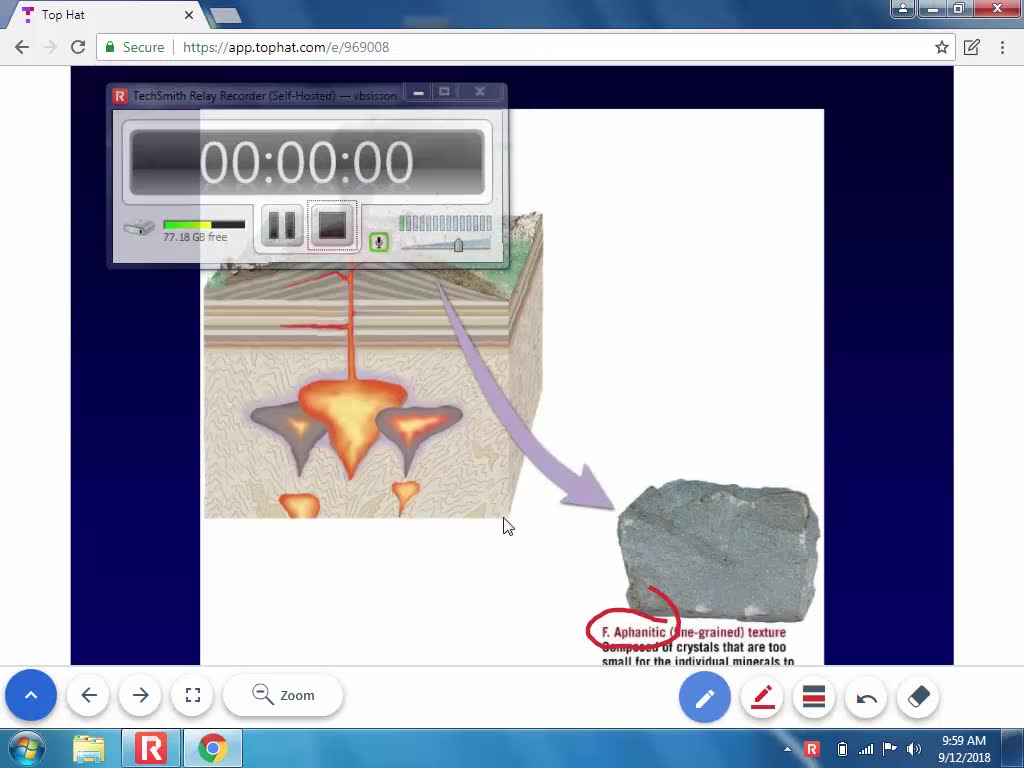 Top Hat
Secure
https://app.tophat.com/e/969008
TechSmith Relay Recorder (Self-Hosted) — vbsisson
00:00:00
77.18 GB free
F. Aphanitic (fine-grained) texture
Composed of crystals that are too
small for the individual minerals to
Zoom
9:59 AM
9/12/2018